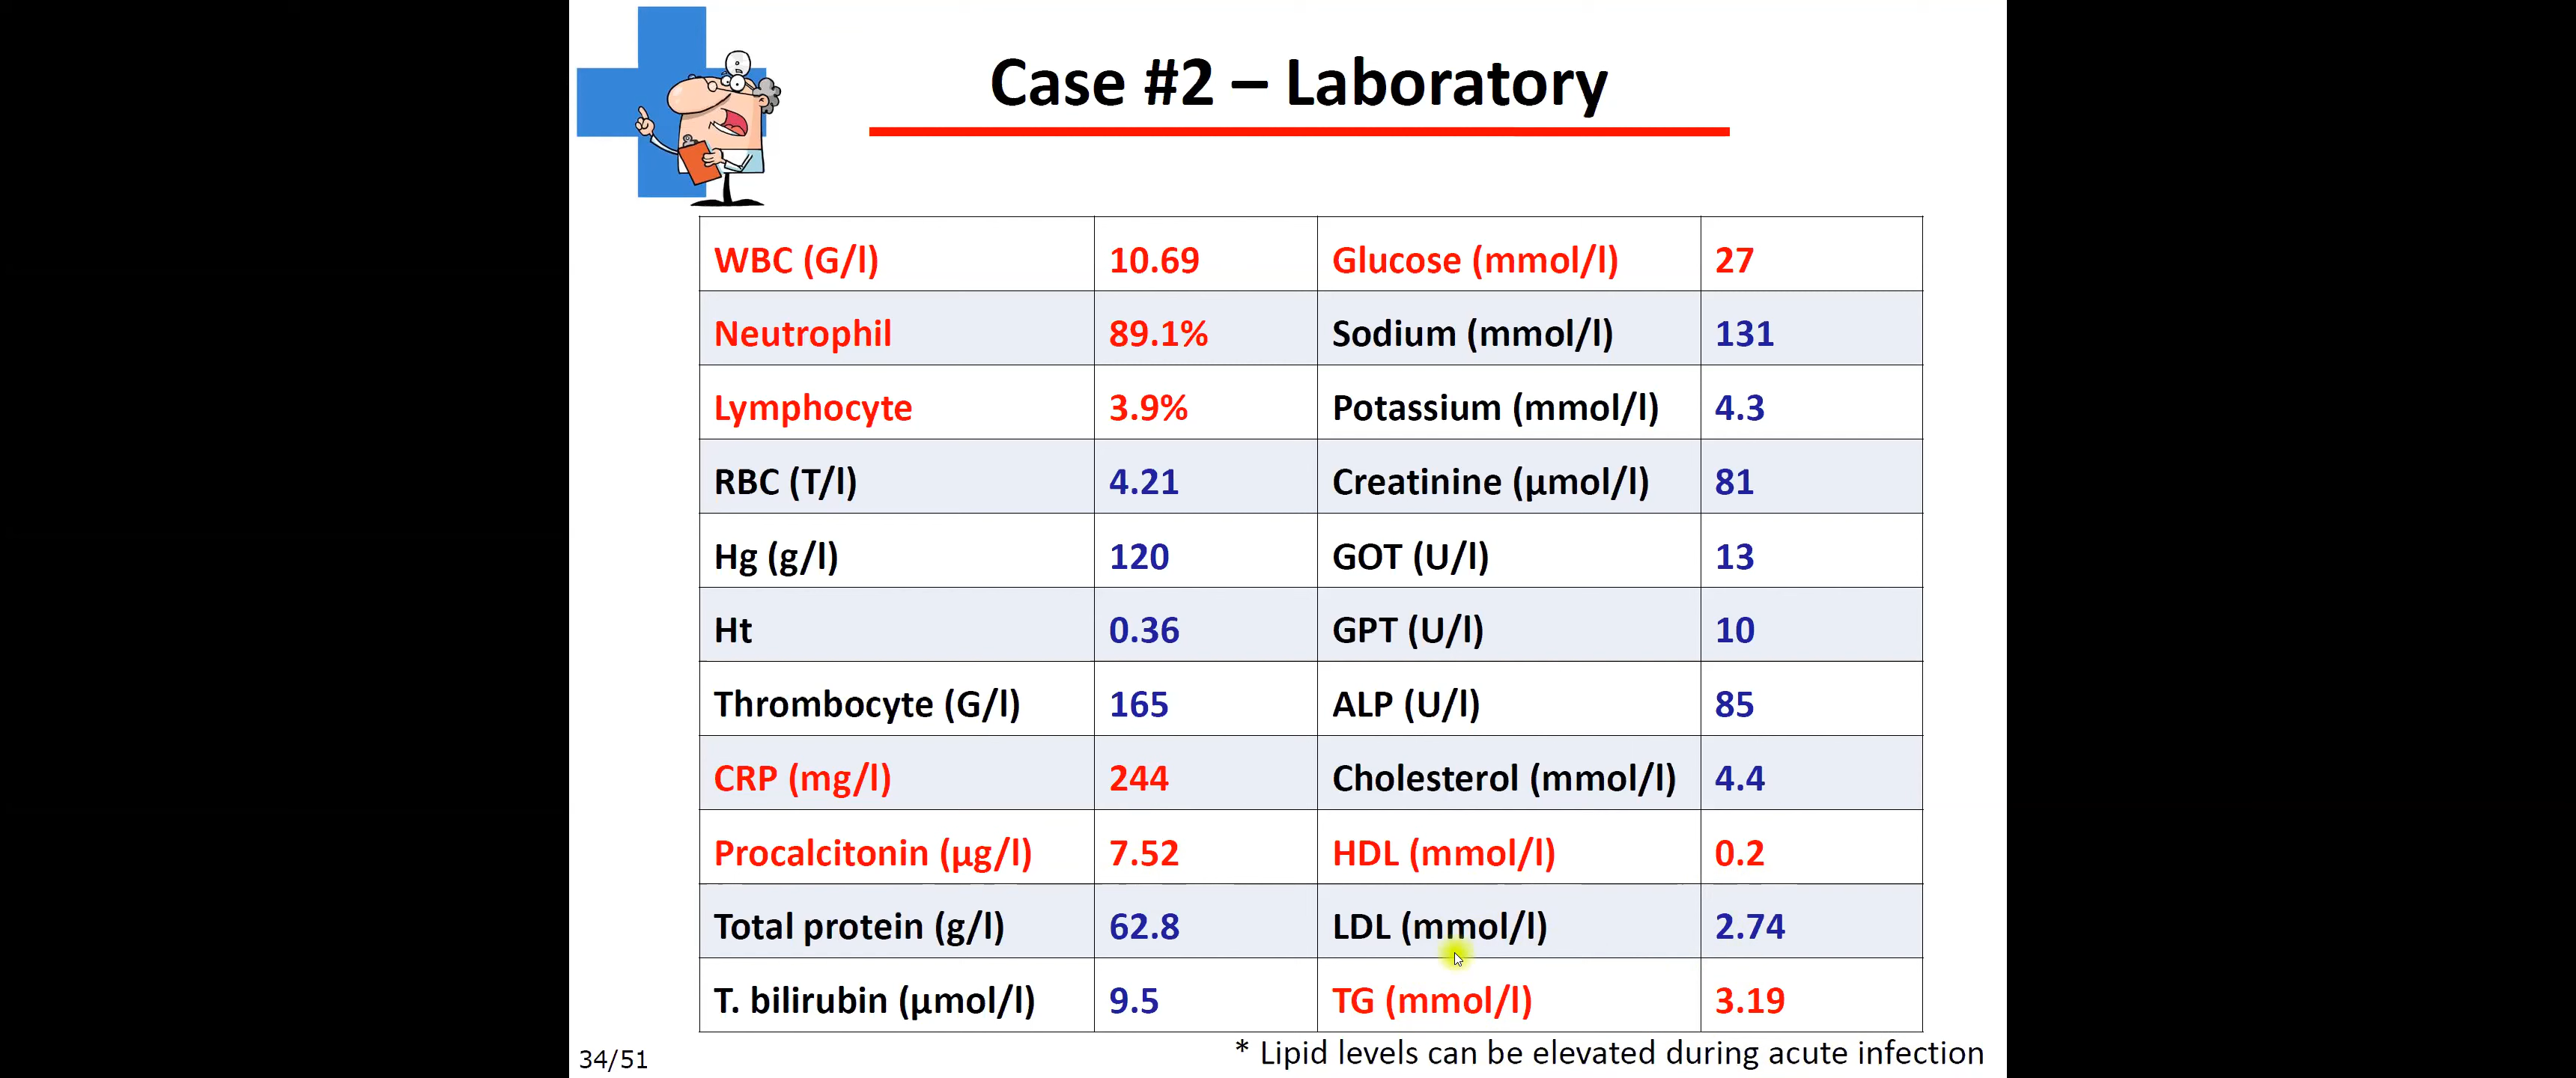 Case #2 – Laboratory
WBC (G/l) 10.69 Glucose (mmol/l) 27
Neutrophil 89.1% Sodium (mmol/l) 131
Lymphocyte 3.9% Potassium (mmol/l) 4.3
RBC (T/l) 4.21 Creatinine (µmol/l) 81
Hg (g/l) 120 GOT (U/l) 13
Ht 0.36 GPT (U/l) 10
Thrombocyte (G/l) 165 ALP (U/l) 85
CRP (mg/l) 244 Cholesterol (mmol/l) 4.4
Procalcitonin (µg/l) 7.52 HDL (mmol/l) 0.2
Total protein (g/l) 62.8 LDL (mmol/l) 2.74
T. bilirubin (µmol/l) 9.5 TG (mmol/l) 3.19
* Lipid levels can be elevated during acute infection
34/51